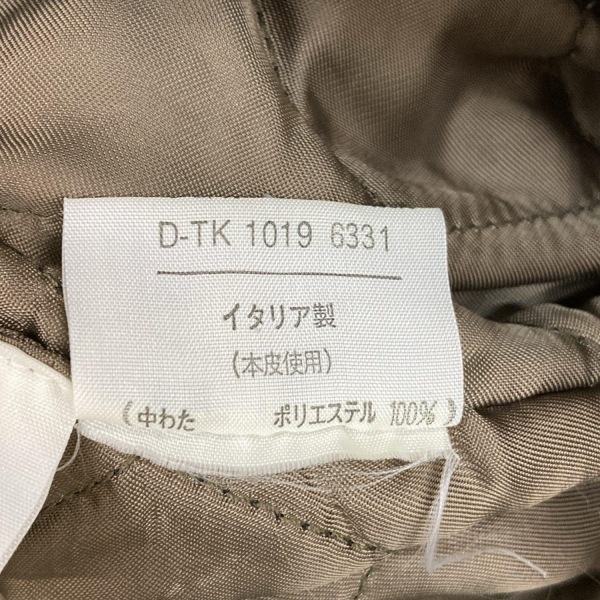 D-TK 1019 6331
イタリア製
(本皮使用)
《 中わた ポリエステル 100% 》